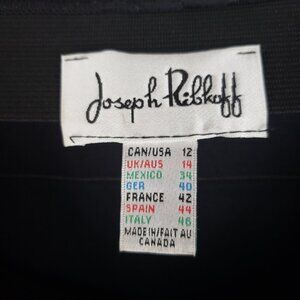 Joseph Ribkoff
CAN/USA 12
UK/AUS 14
MEXICO 34
GER 40
FRANCE 42
SPAIN 44
ITALY 46
MADE IN/FAIT AU
CANADA